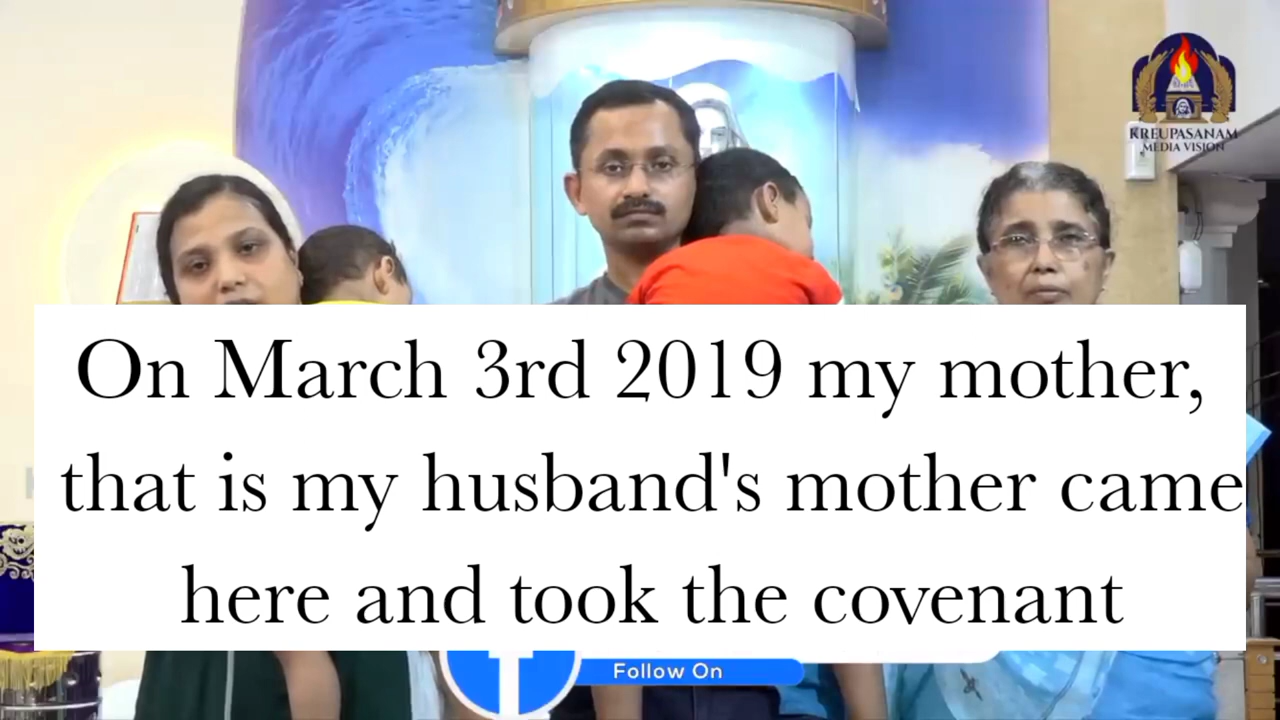 KREUPASANAM
MEDIA VISION
On March 3rd 2019 my mother,
that is my husband's mother came
here and took the covenant
Follow On